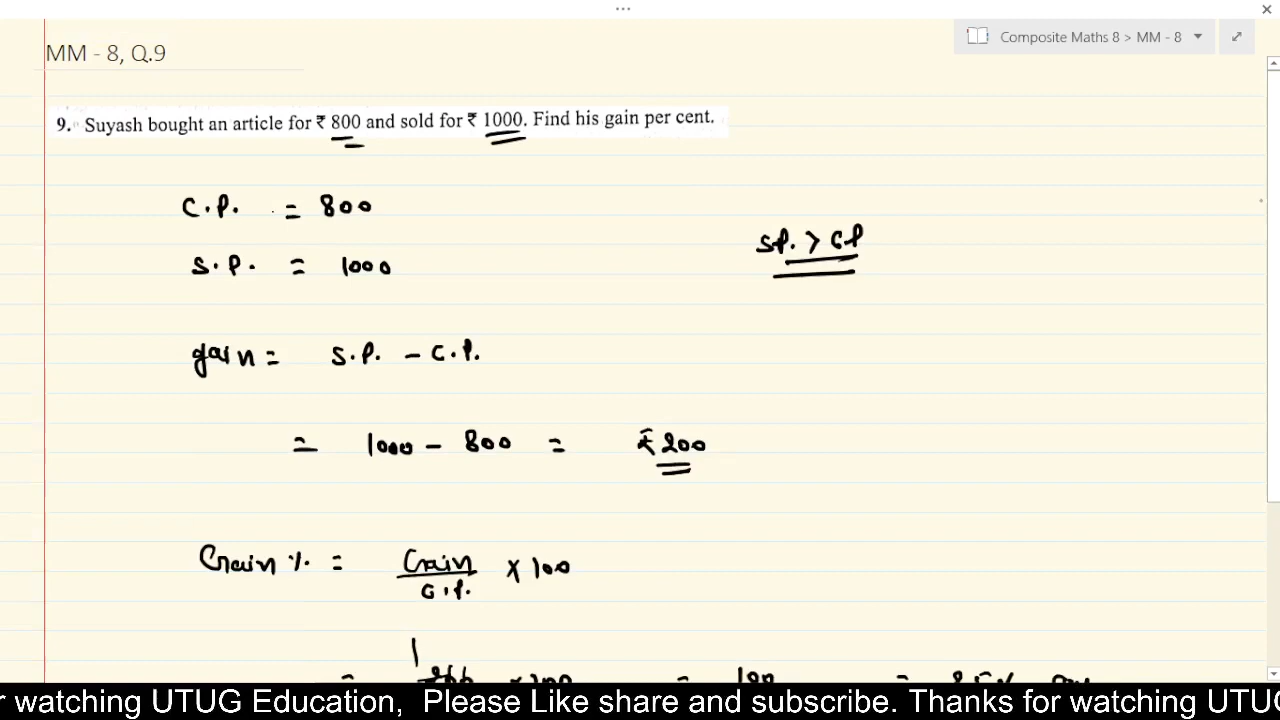 Composite Maths 8 > MM - 8
MM - 8, Q.9
9. Suyash bought an article for ₹ 800 and sold for ₹ 1000. Find his gain per cent.
C.P. = 800
S.P. > CP
S.P. = 1000
gain = S.P. - C.P.
= 1000 - 800 = ₹ 200
Gain % = Gain / C.P. × 100
watching UTUG Education, Please Like share and subscribe. Thanks for watching